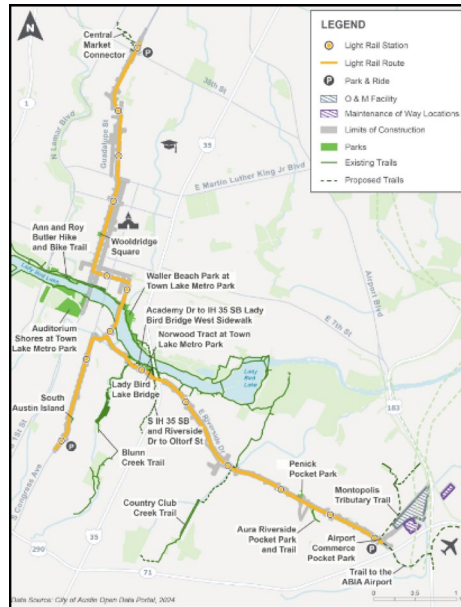 N
Central
Market
Connector
P
38th St
1
N Lamar Blvd
Guadalupe St
35
E Martin Luther King Jr Blvd
LEGEND
Light Rail Station
Light Rail Route
P Park & Ride
O & M Facility
Maintenance of Way Locations
Limits of Construction
Parks
Existing Trails
Proposed Trails
Ann and Roy
Butler Hike
and Bike Trail
Wooldridge
Square
Lady Bird Lake
Waller Beach Park at
Town Lake Metro Park
Airport Blvd
E 7th St
Academy Dr to IH 35 SB Lady
Bird Bridge West Sidewalk
Norwood Tract at Town
Lake Metro Park
Auditorium
Shores at Town
Lake Metro Park
Lady
Bird
Lake
183
Lady Bird
Lake Bridge
South
Austin Island
S 1st St
S IH 35 SB
and Riverside
Dr to Oltorf St
E Riverside Dr
P
Blunn
Creek Trail
S Congress Ave
Penick
Pocket Park
Montopolis
Tributary Trail
Country Club
Creek Trail
Aura Riverside
Pocket Park
and Trail
Airport
Commerce
Pocket Park
P
290
35
71
Trail to the
ABIA Airport
Data Source: City of Austin Open Data Portal, 2024
0 0.5 1